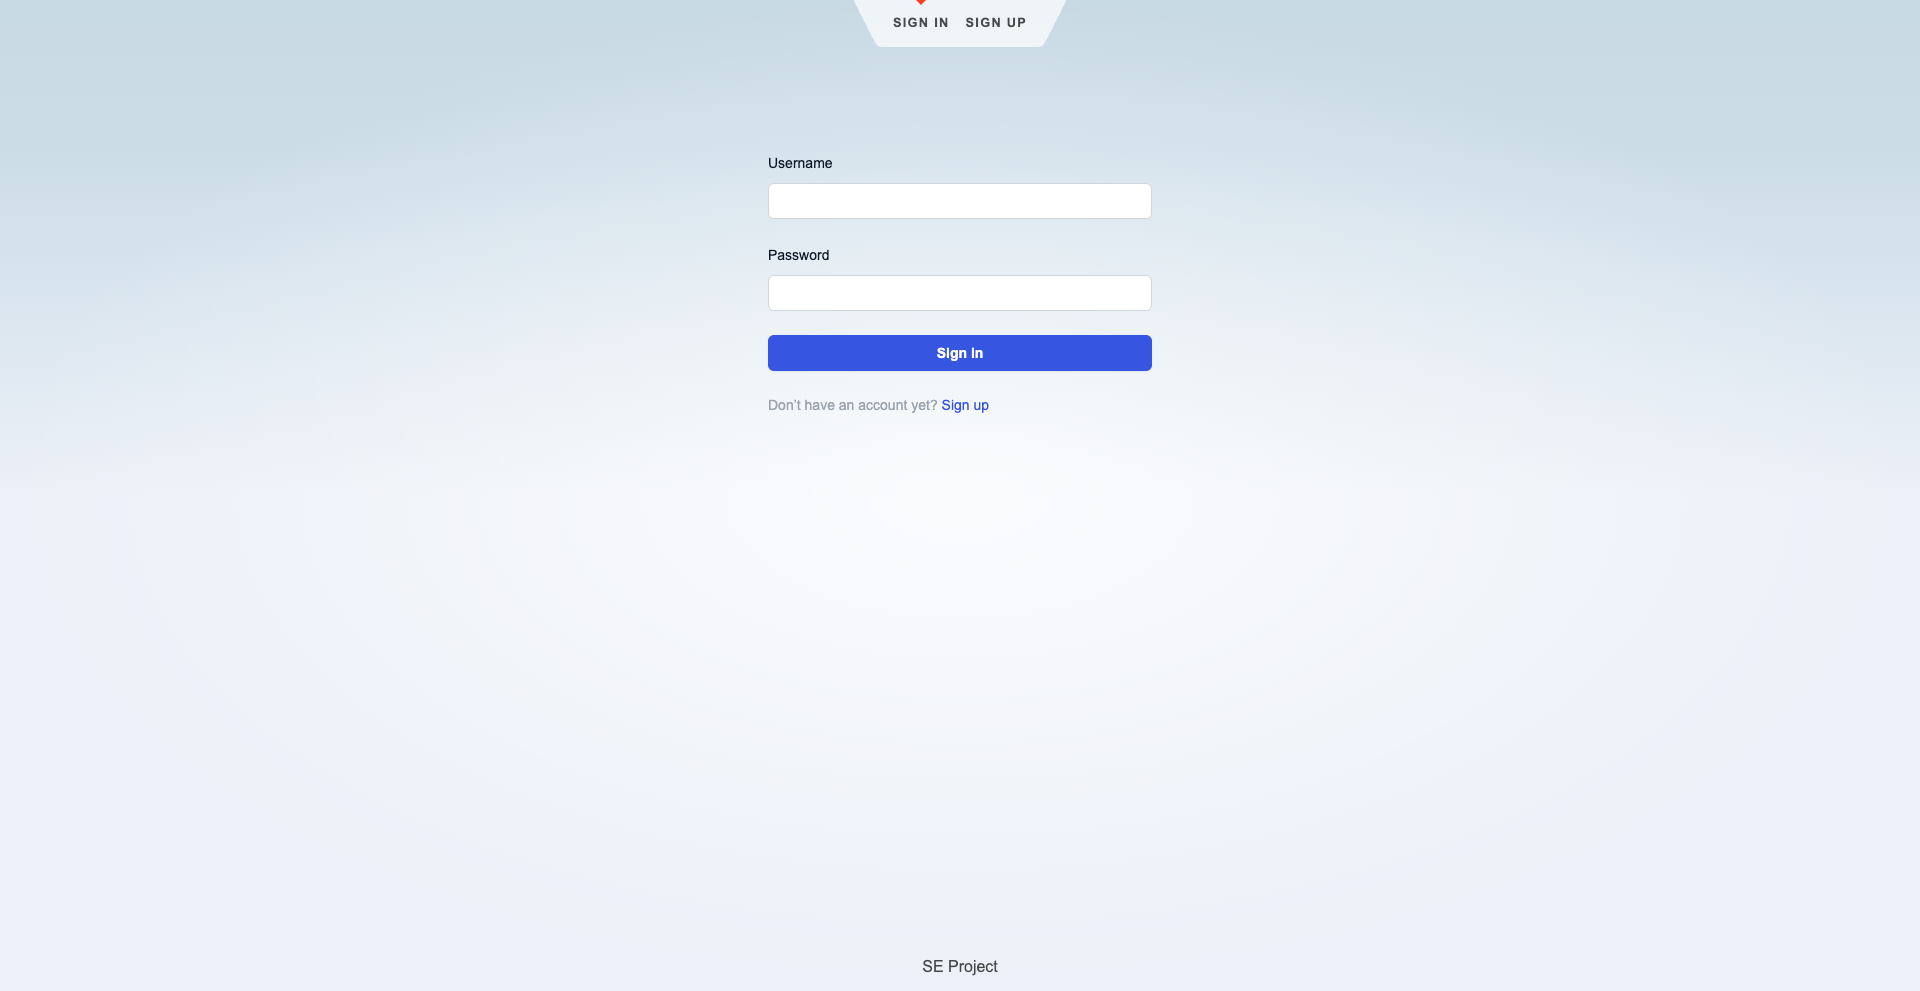 SIGN IN SIGN UP
Username
Password
Sign in
Don't have an account yet? Sign up
SE Project